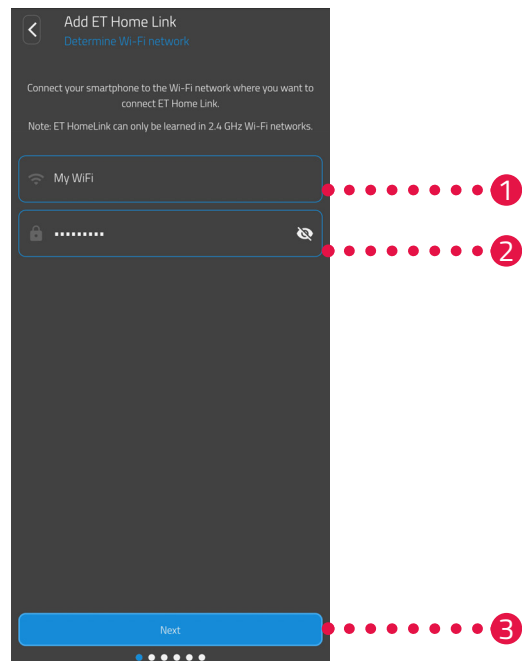 Add ET Home Link
Determine Wi-Fi network
Connect your smartphone to the Wi-Fi network where you want to
connect ET Home Link.
Note: ET HomeLink can only be learned in 2.4 GHz Wi-Fi networks.
My WiFi
1
•••••••••
2
Next
3